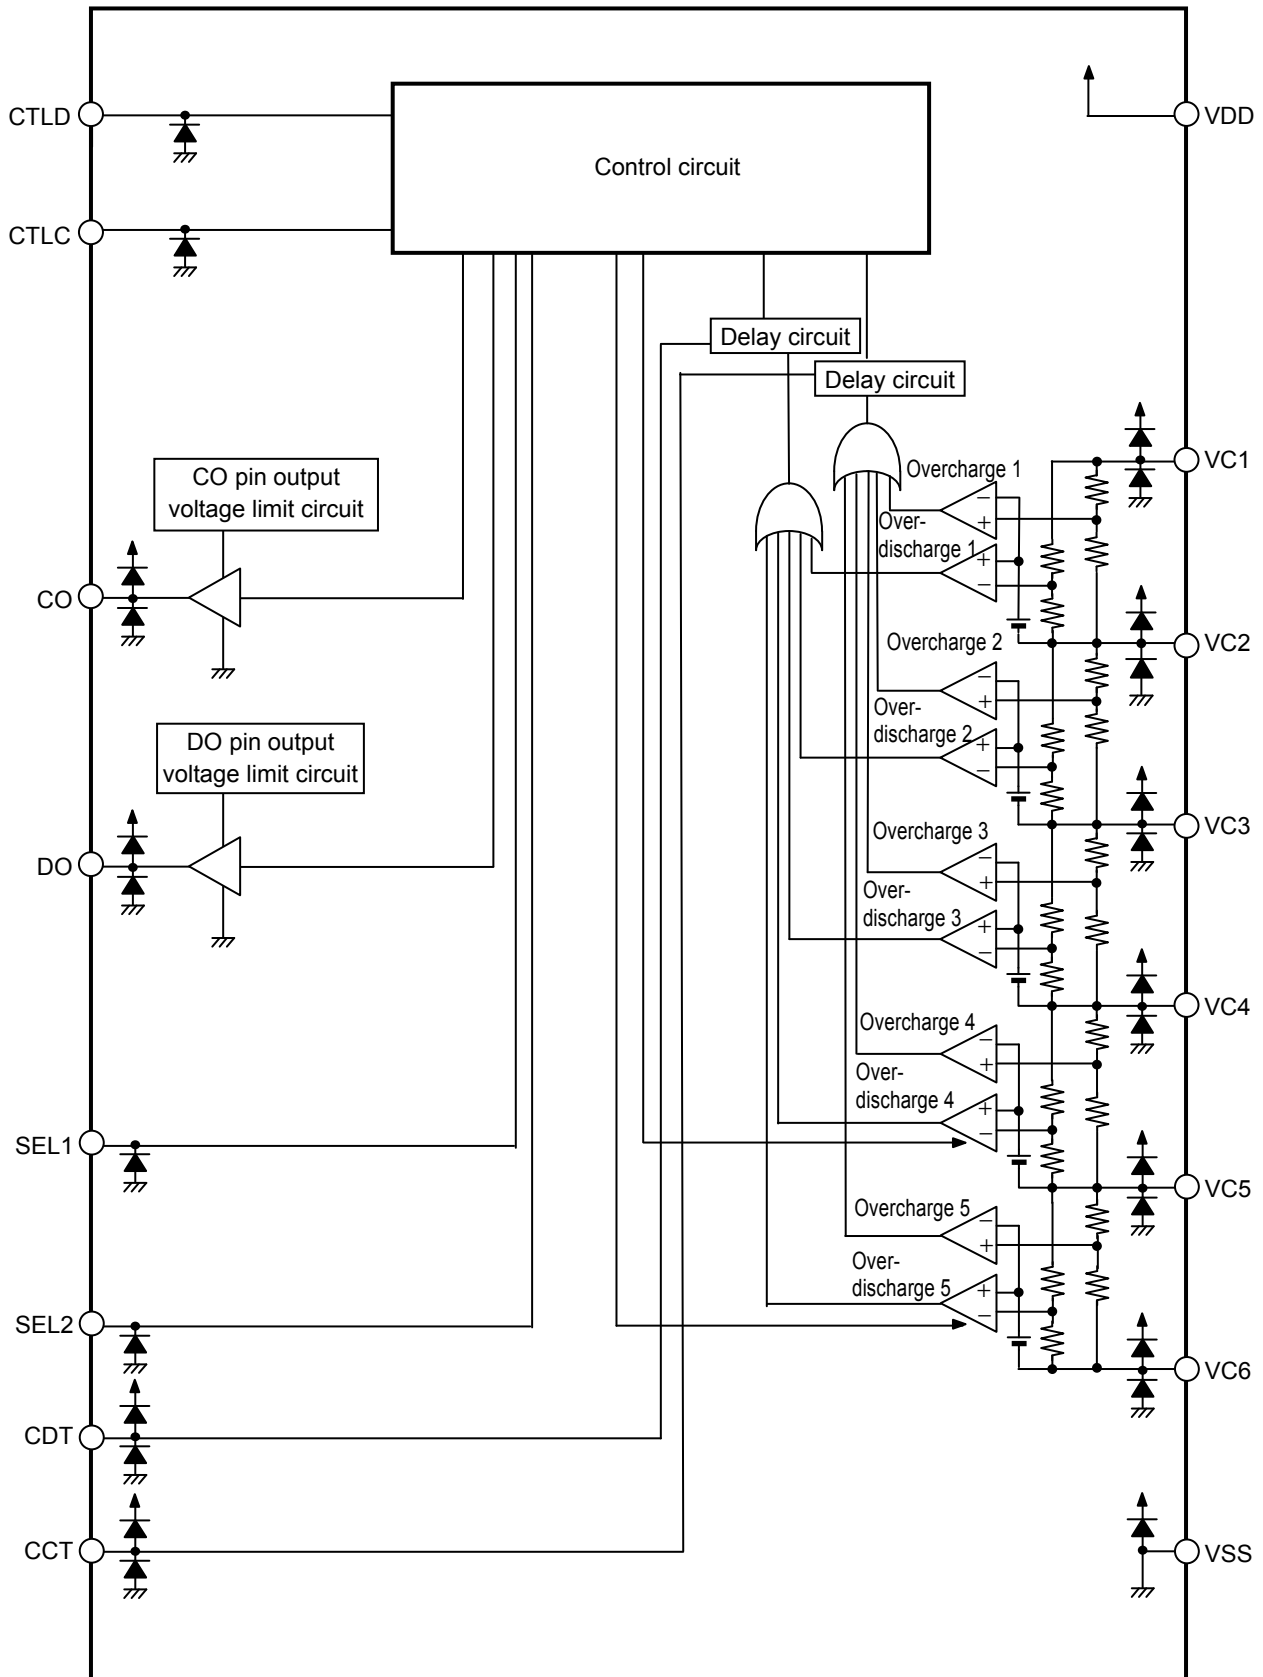 CTLD
Control circuit
VDD
CTLC
Delay circuit
Delay circuit
CO pin output
voltage limit circuit
Overcharge 1
VC1
Over-
discharge 1
CO
Overcharge 2
VC2
Over-
discharge 2
DO pin output
voltage limit circuit
Overcharge 3
VC3
DO
Over-
discharge 3
Overcharge 4
VC4
Over-
discharge 4
SEL1
VC5
Overcharge 5
Over-
discharge 5
SEL2
VC6
CDT
CCT
VSS